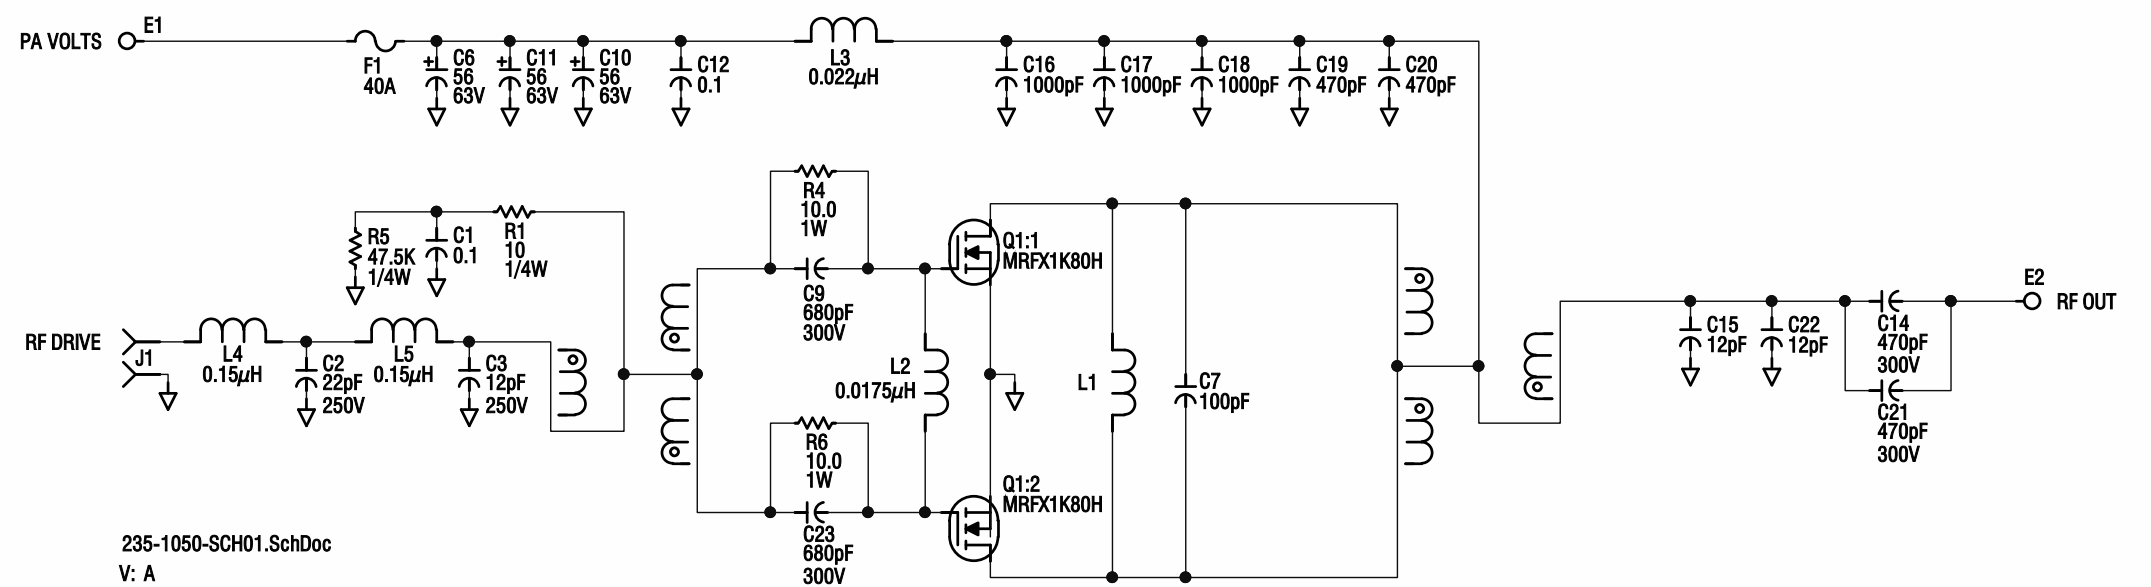 PA VOLTS
E1
F1
40A
+
C6
56
63V
+
C11
56
63V
+
C10
56
63V
C12
0.1
L3
0.022µH
C16
1000pF
C17
1000pF
C18
1000pF
C19
470pF
C20
470pF
R5
47.5K
1/4W
C1
0.1
R1
10
1/4W
R4
10.0
1W
C9
680pF
300V
Q1:1
MRFX1K80H
RF DRIVE
J1
L4
0.15µH
C2
22pF
250V
L5
0.15µH
C3
12pF
250V
L2
0.0175µH
L1
C7
100pF
R6
10.0
1W
C23
680pF
300V
Q1:2
MRFX1K80H
C15
12pF
C22
12pF
C14
470pF
300V
C21
470pF
300V
E2
RF OUT
235-1050-SCH01.SchDoc
V: A